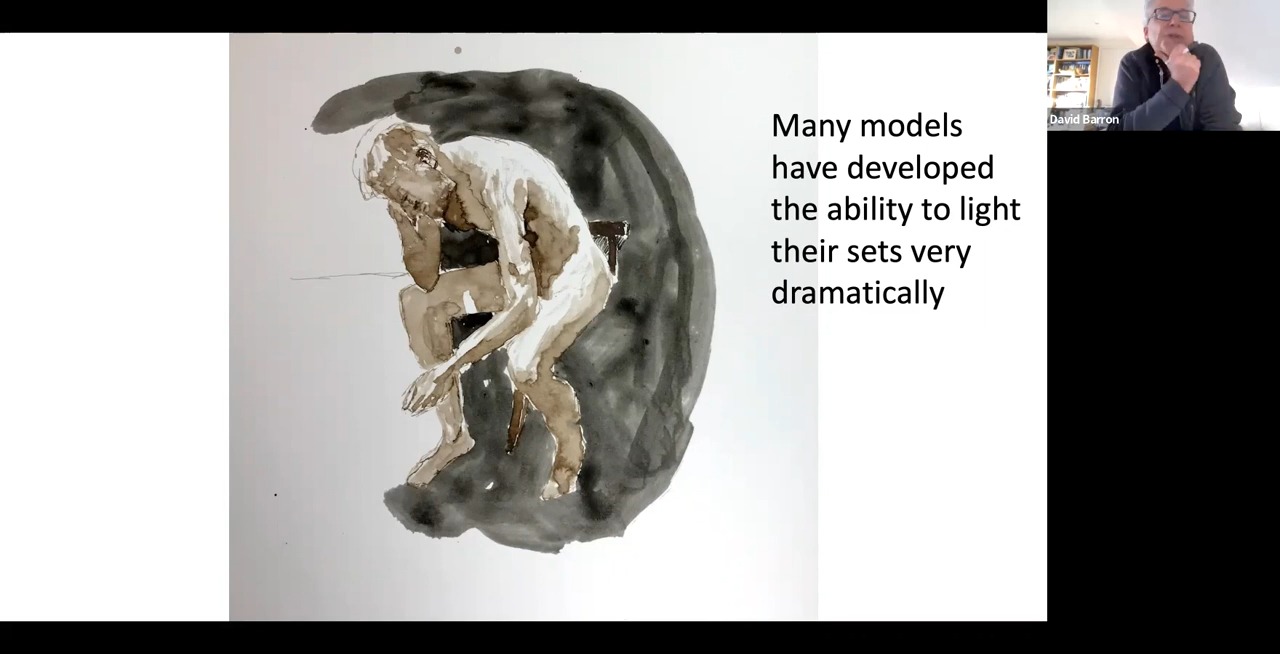 Many models
have developed
the ability to light
their sets very
dramatically
David Barron